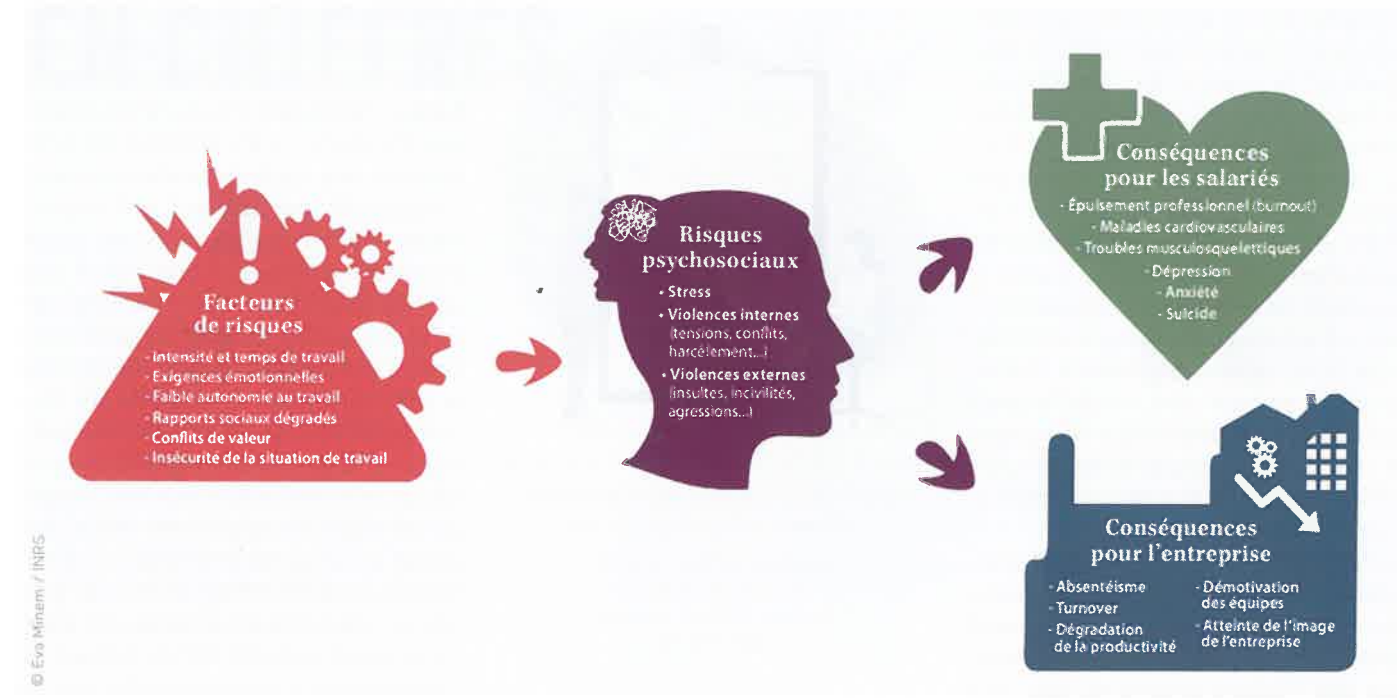 Facteurs
de risques
- Intensité et temps de travail
- Exigences émotionnelles
- Faible autonomie au travail
- Rapports sociaux dégradés
- Conflits de valeur
- Insécurité de la situation de travail
Risques
psychosociaux
• Stress
• Violences internes
(tensions, conflits,
harcèlement...)
• Violences externes
(insultes, incivilités,
agressions...)
Conséquences
pour les salariés
- Épuisement professionnel (burnout)
- Maladies cardiovasculaires
- Troubles musculosquelettiques
- Dépression
- Anxiété
- Suicide
Conséquences
pour l'entreprise
- Absentéisme
- Turnover
- Dégradation
de la productivité
- Démotivation
des équipes
- Atteinte de l'image
de l'entreprise
© Eva Minem / INRS